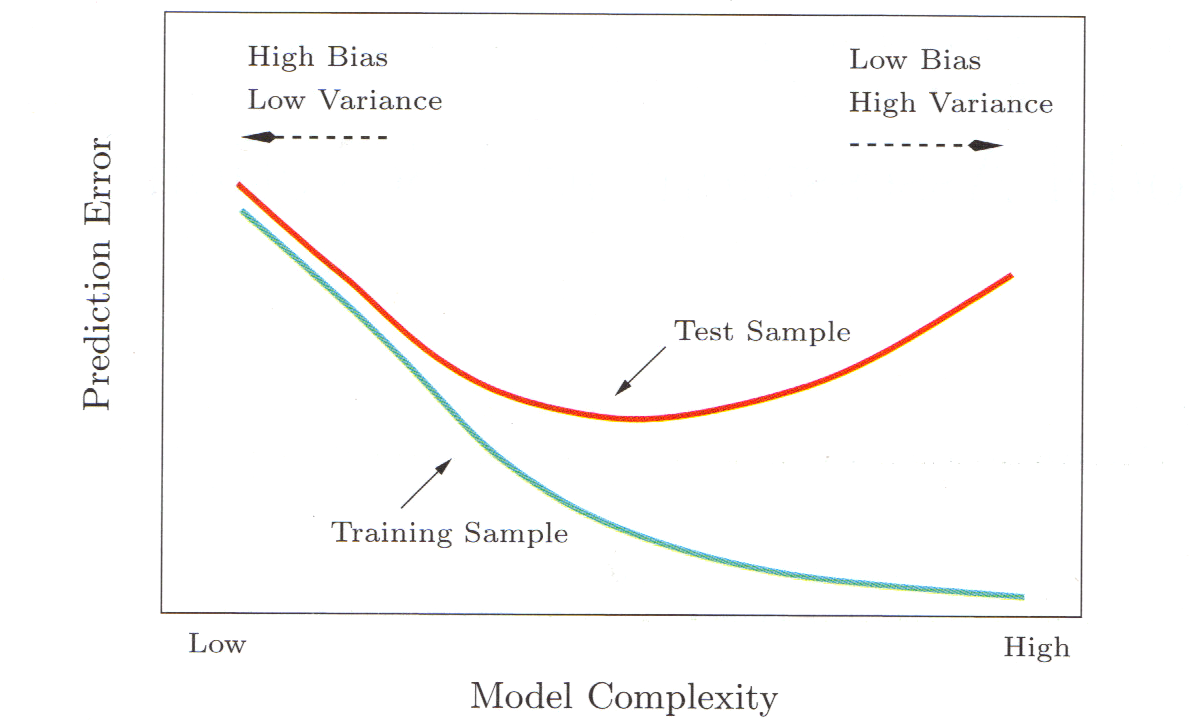 High Bias
Low Variance
Low Bias
High Variance
Prediction Error
Test Sample
Training Sample
Low
High
Model Complexity